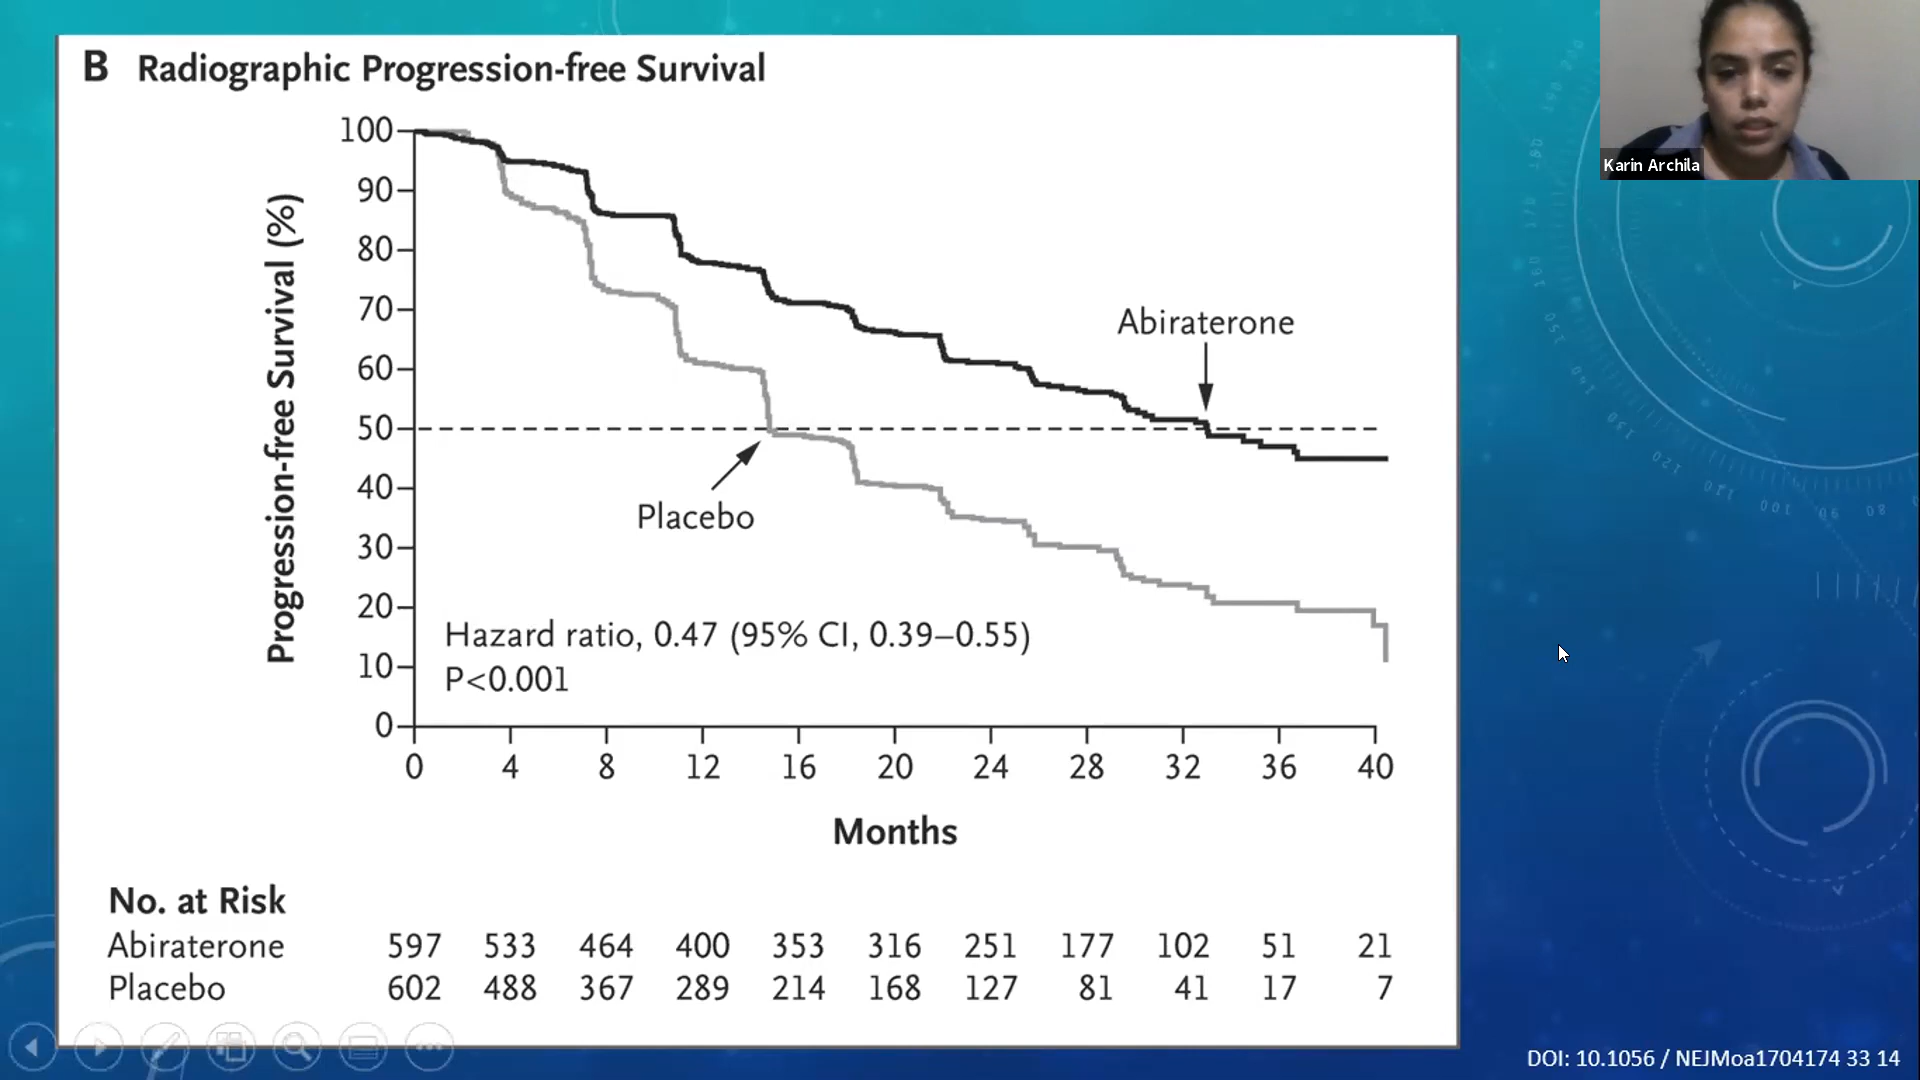 B Radiographic Progression-free Survival
Progression-free Survival (%)
100
90
80
70
60
50
40
30
20
10
0
Abiraterone
Placebo
Hazard ratio, 0.47 (95% CI, 0.39–0.55)
P<0.001
0 4 8 12 16 20 24 28 32 36 40
Months
No. at Risk
Abiraterone 597 533 464 400 353 316 251 177 102 51 21
Placebo 602 488 367 289 214 168 127 81 41 17 7
Karin Archila
DOI: 10.1056 / NEJMoa1704174 33 14